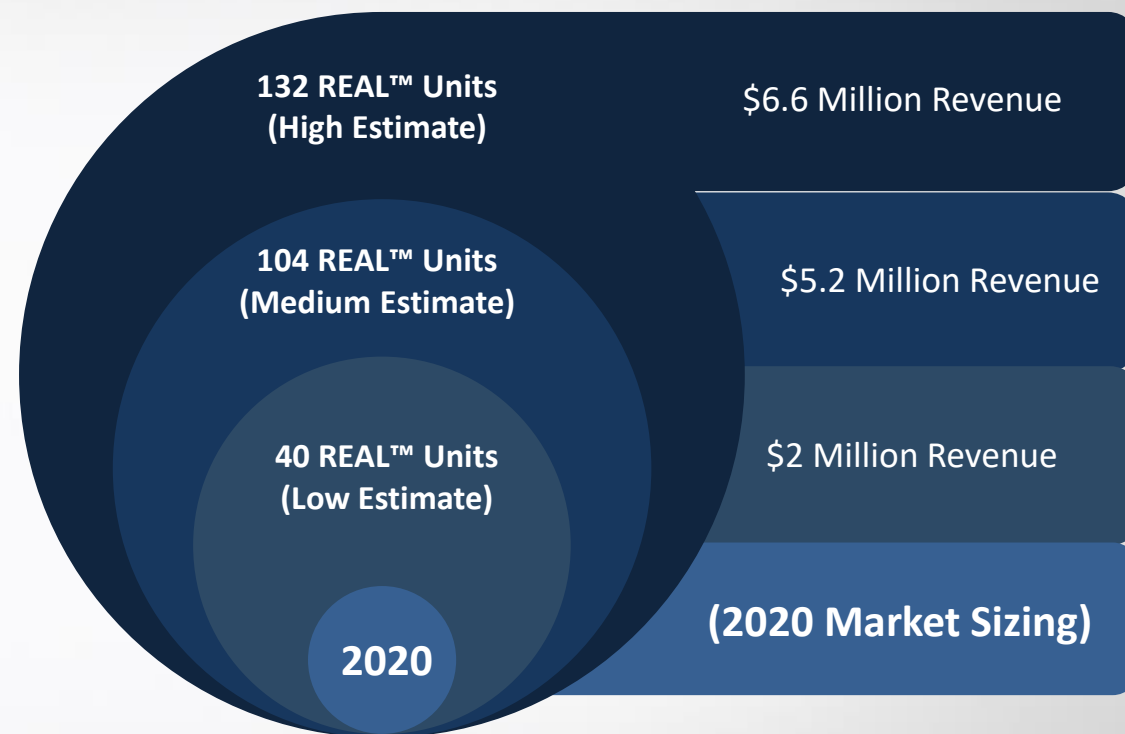 132 REAL™ Units
(High Estimate)
$6.6 Million Revenue
104 REAL™ Units
(Medium Estimate)
$5.2 Million Revenue
40 REAL™ Units
(Low Estimate)
$2 Million Revenue
2020
(2020 Market Sizing)